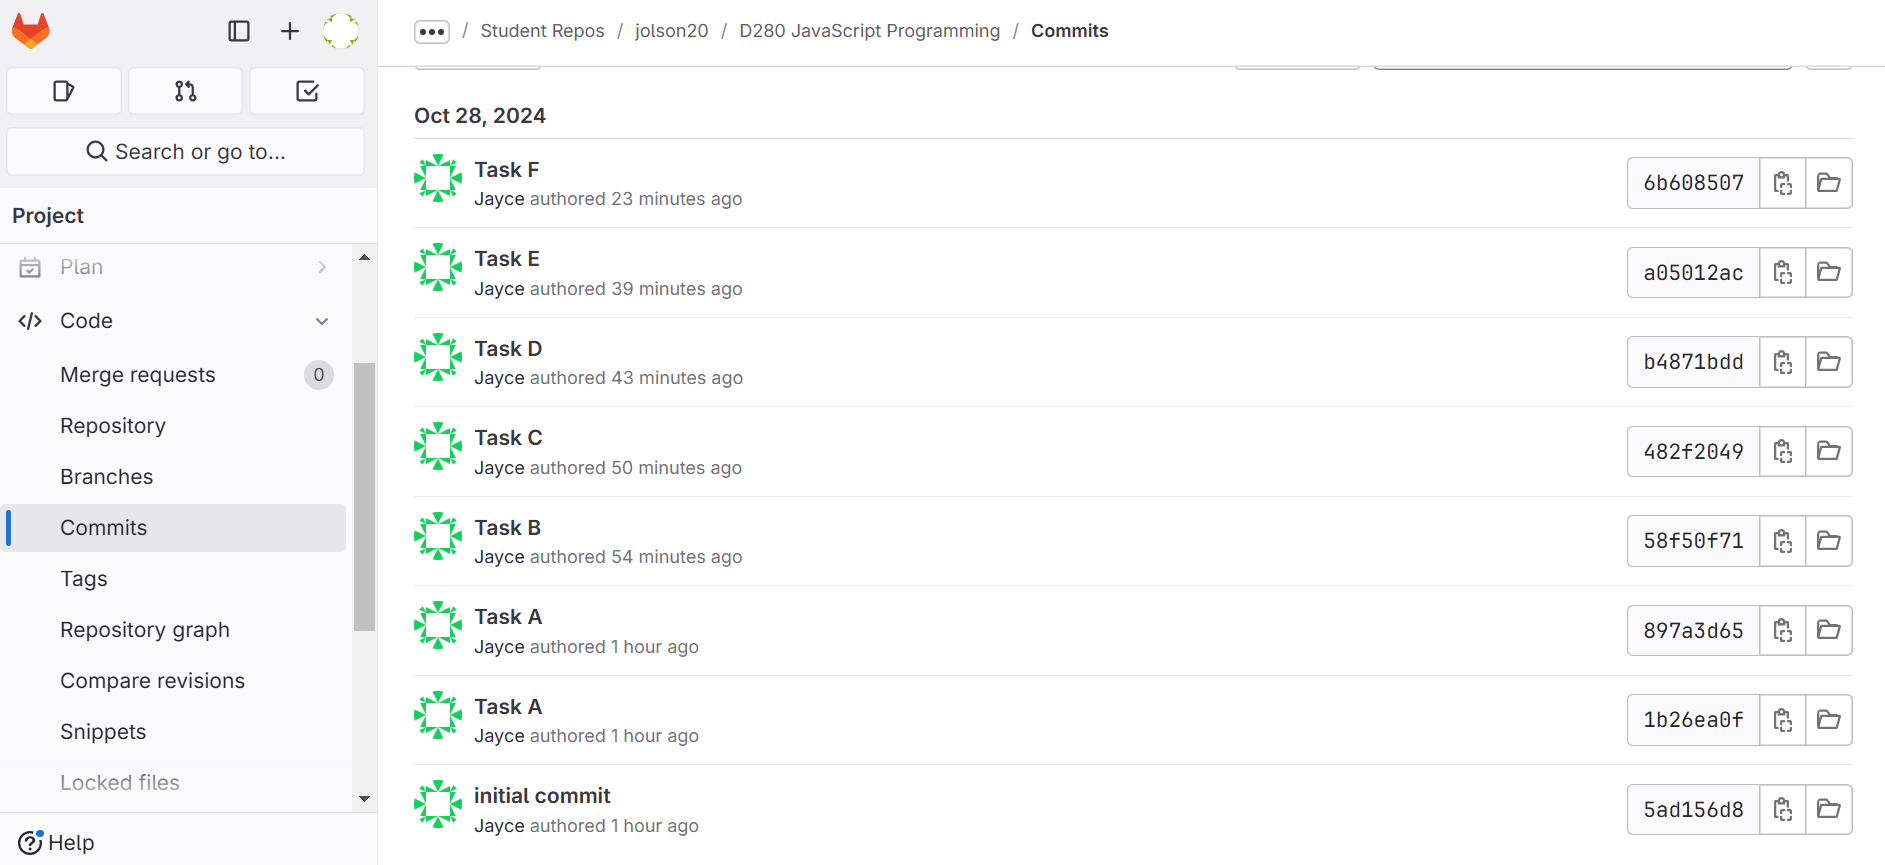 ... / Student Repos / jolson20 / D280 JavaScript Programming / Commits
Search or go to...
Project
Plan
Code
Merge requests 0
Repository
Branches
Commits
Tags
Repository graph
Compare revisions
Snippets
Locked files
Help
Oct 28, 2024
Task F
Jayce authored 23 minutes ago
6b608507
Task E
Jayce authored 39 minutes ago
a05012ac
Task D
Jayce authored 43 minutes ago
b4871bdd
Task C
Jayce authored 50 minutes ago
482f2049
Task B
Jayce authored 54 minutes ago
58f50f71
Task A
Jayce authored 1 hour ago
897a3d65
Task A
Jayce authored 1 hour ago
1b26ea0f
initial commit
Jayce authored 1 hour ago
5ad156d8